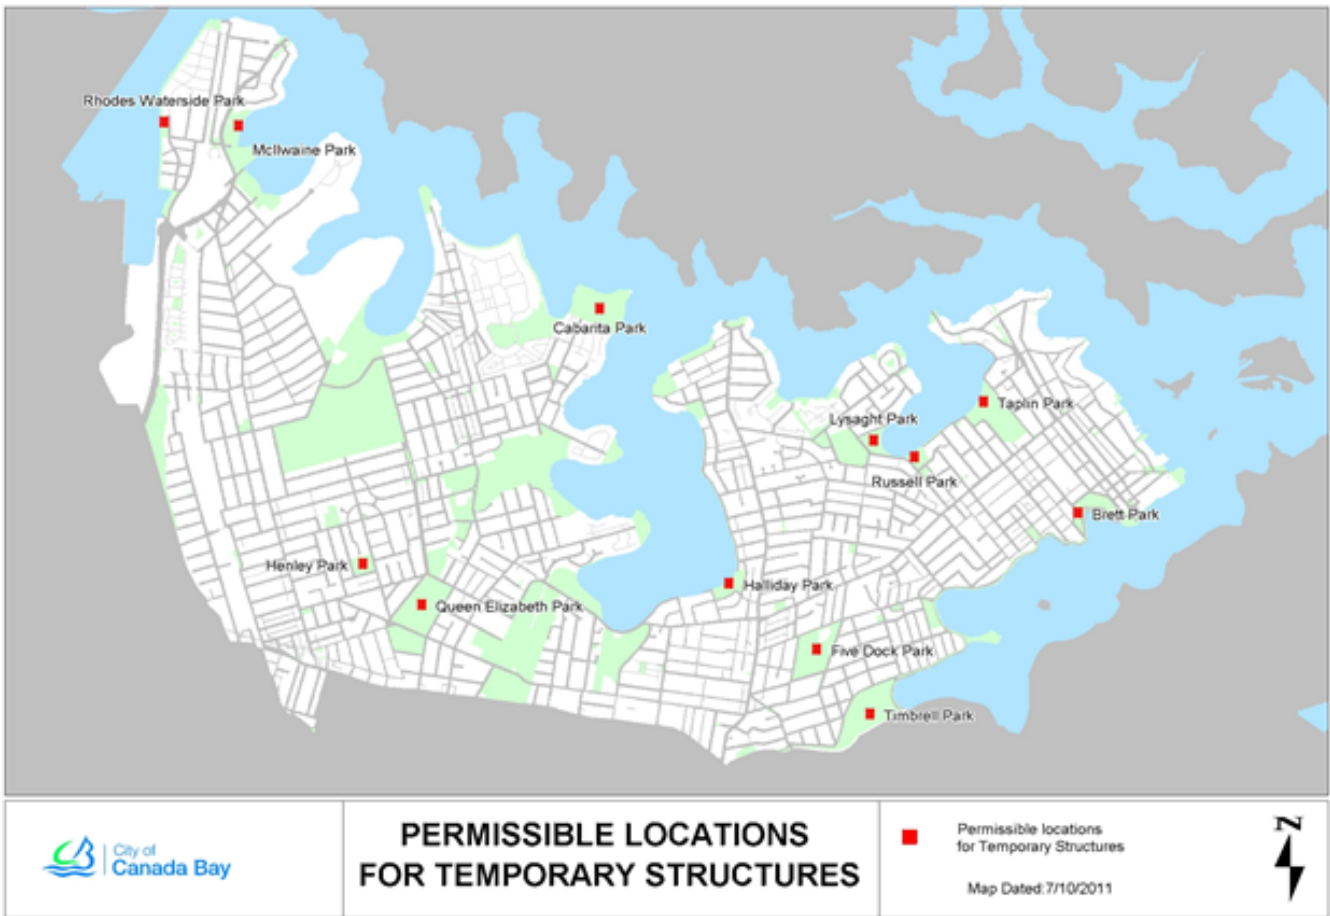 Rhodes Waterside Park
McIlwaine Park
Cabarita Park
Taplin Park
Lysaght Park
Russell Park
Brett Park
Henley Park
Halliday Park
Queen Elizabeth Park
Five Dock Park
Timbrell Park
City of
Canada Bay
PERMISSIBLE LOCATIONS
FOR TEMPORARY STRUCTURES
Permissible locations
for Temporary Structures
Map Dated:7/10/2011
N